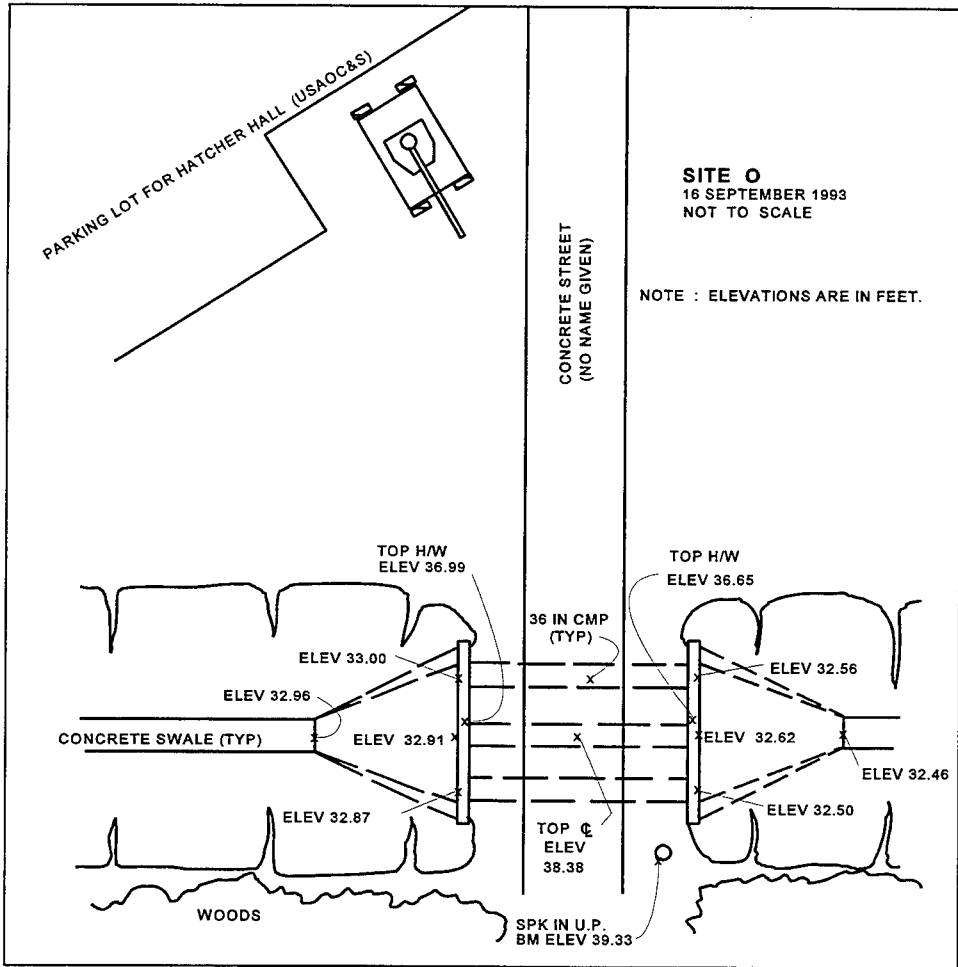 PARKING LOT FOR HATCHER HALL (USAOC&S)
SITE O
16 SEPTEMBER 1993
NOT TO SCALE
NOTE : ELEVATIONS ARE IN FEET.
CONCRETE STREET
(NO NAME GIVEN)
TOP H/W
ELEV 36.99
TOP H/W
ELEV 36.65
36 IN CMP
(TYP)
ELEV 33.00
ELEV 32.56
ELEV 32.96
CONCRETE SWALE (TYP)
ELEV 32.91
ELEV 32.62
ELEV 32.46
ELEV 32.87
ELEV 32.50
TOP ℄
ELEV
38.38
WOODS
SPK IN U.P.
BM ELEV 39.33